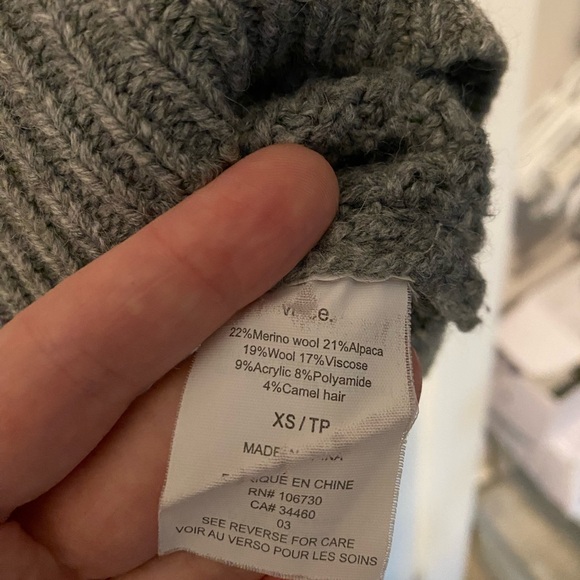 22%Merino wool 21%Alpaca
19%Wool 17%Viscose
9%Acrylic 8%Polyamide
4%Camel hair
XS / TP
MADE
EN CHINE
RN# 106730
CA# 34460
03
SEE REVERSE FOR CARE
VOIR AU VERSO POUR LES SOINS